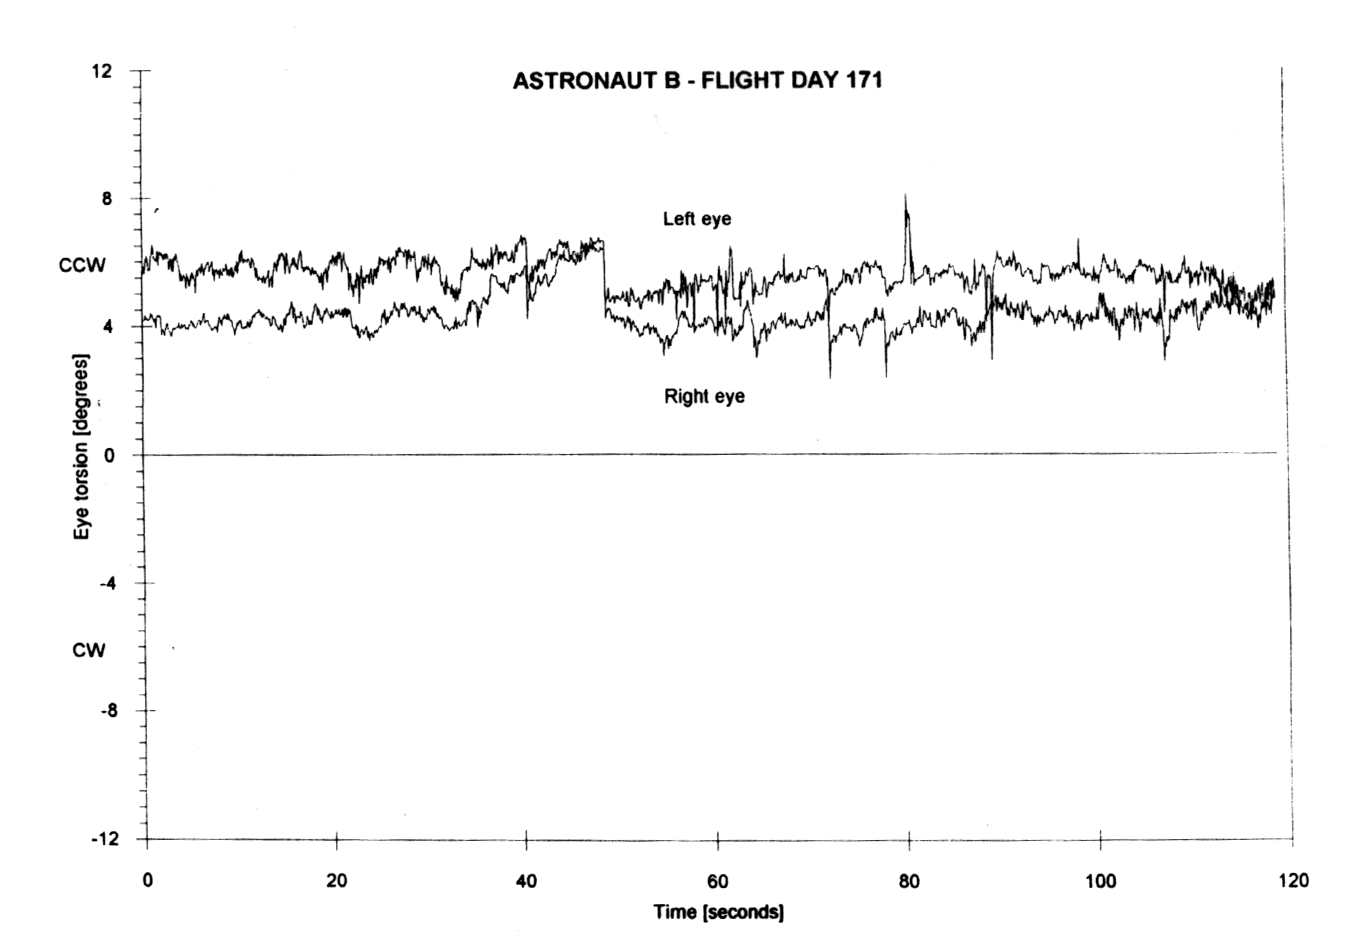 ASTRONAUT B - FLIGHT DAY 171
12
8
CCW
4
0
-4
CW
-8
-12
Eye torsion [degrees]
Left eye
Right eye
0 20 40 60 80 100 120
Time [seconds]